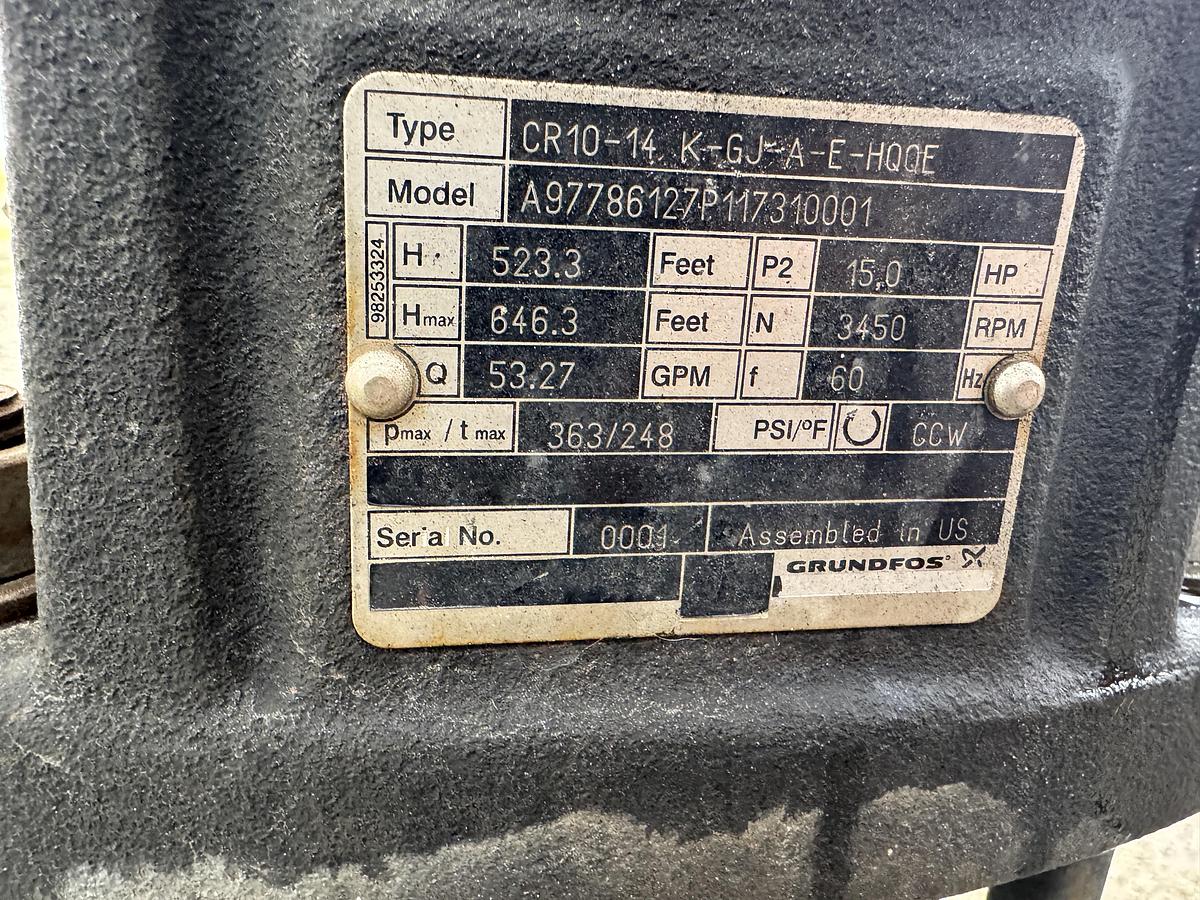 Type CR10-14 K-GJ-A-E-HQQE
Model A97786127P117310001
98253324
H 523.3 Feet P2 15.0 HP
Hmax 646.3 Feet N 3450 RPM
Q 53.27 GPM f 60 Hz
pmax / t max 363/248 PSI/°F CCW
Serial No. 0001 Assembled in US
GRUNDFOS